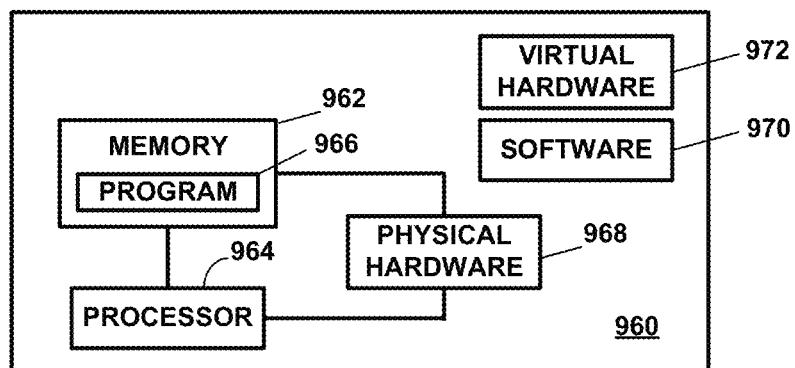 VIRTUAL
HARDWARE
972
962
MEMORY
966
SOFTWARE
970
PROGRAM
PHYSICAL
HARDWARE
968
964
PROCESSOR
960